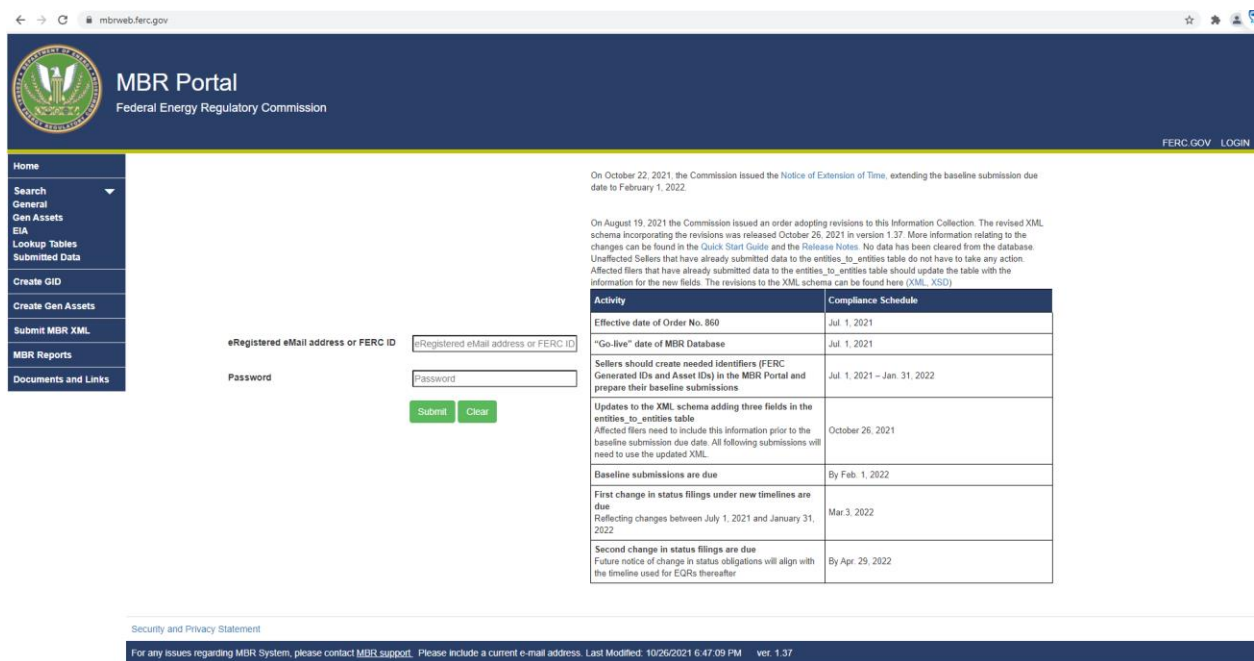 mbrweb.ferc.gov
MBR Portal
Federal Energy Regulatory Commission
FERC.GOV LOGIN
Home
Search
General
Gen Assets
EIA
Lookup Tables
Submitted Data
Create GID
Create Gen Assets
Submit MBR XML
MBR Reports
Documents and Links
eRegistered eMail address or FERC ID
eRegistered eMail address or FERC ID
Password
Password
Submit Clear
On October 22, 2021, the Commission issued the Notice of Extension of Time, extending the baseline submission due
date to February 1, 2022.
On August 19, 2021 the Commission issued an order adopting revisions to this Information Collection. The revised XML
schema incorporating the revisions was released October 26, 2021 in version 1.37. More information relating to the
changes can be found in the Quick Start Guide and the Release Notes. No data has been cleared from the database.
Unaffected Sellers that have already submitted data to the entities_to_entities table do not have to take any action.
Affected filers that have already submitted data to the entities_to_entities table should update the table with the
information for the new fields. The revisions to the XML schema can be found here (XML, XSD)
Activity Compliance Schedule
Effective date of Order No. 860 Jul. 1, 2021
"Go-live" date of MBR Database Jul. 1, 2021
Sellers should create needed identifiers (FERC
Generated IDs and Asset IDs) in the MBR Portal and
prepare their baseline submissions
Jul. 1, 2021 – Jan. 31, 2022
Updates to the XML schema adding three fields in the
entities_to_entities table
Affected filers need to include this information prior to the
baseline submission due date. All following submissions will
need to use the updated XML.
October 26, 2021
Baseline submissions are due By Feb. 1, 2022
First change in status filings under new timelines are
due
Reflecting changes between July 1, 2021 and January 31,
2022
Mar.3, 2022
Second change in status filings are due
Future notice of change in status obligations will align with
the timeline used for EQRs thereafter
By Apr. 29, 2022
Security and Privacy Statement
For any issues regarding MBR System, please contact MBR support. Please include a current e-mail address. Last Modified: 10/26/2021 6:47:09 PM ver. 1.37